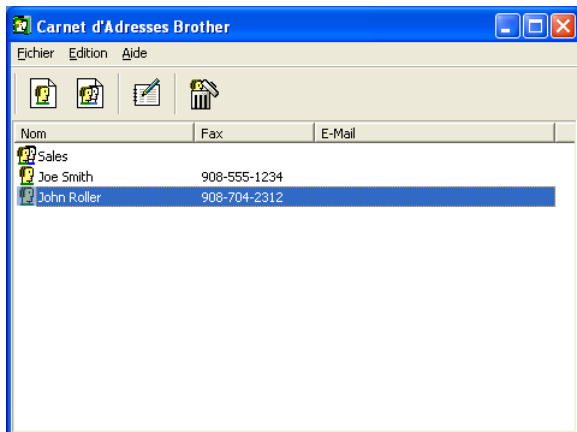 Carnet d'Adresses Brother
Fichier Edition Aide
Nom Fax E-Mail
Sales
Joe Smith 908-555-1234
John Roller 908-704-2312